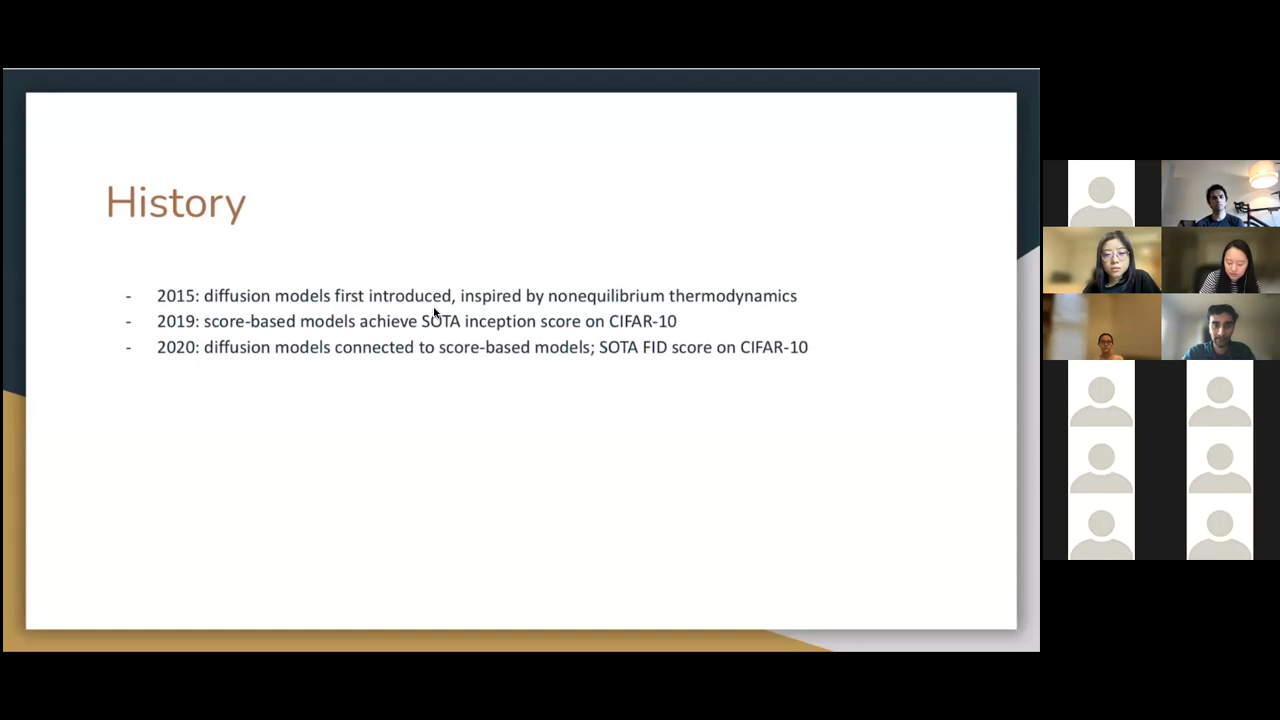 History
- 2015: diffusion models first introduced, inspired by nonequilibrium thermodynamics
- 2019: score-based models achieve SOTA inception score on CIFAR-10
- 2020: diffusion models connected to score-based models; SOTA FID score on CIFAR-10